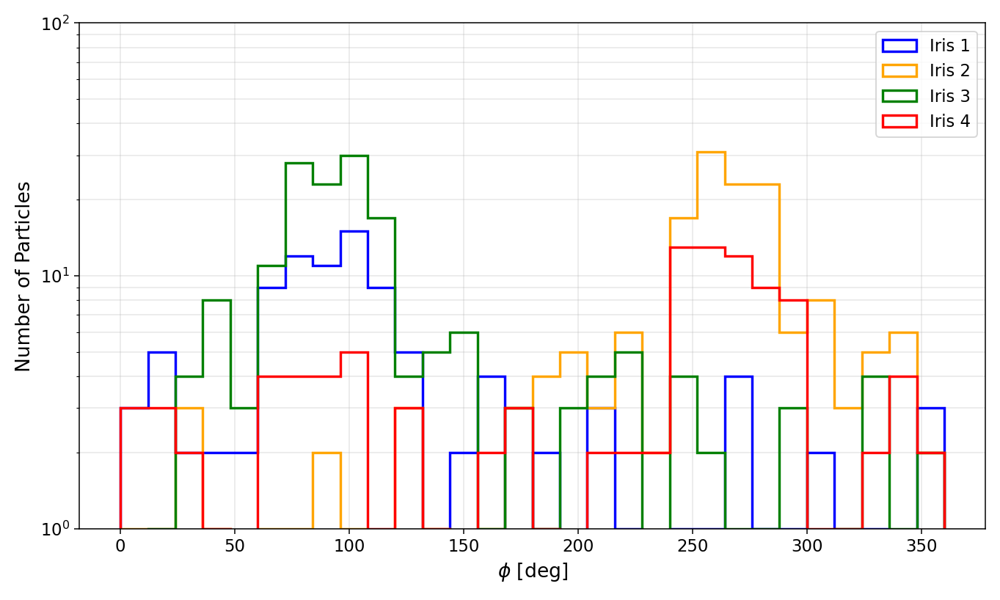 Iris 1
Iris 2
Iris 3
Iris 4
Number of Particles
10²
10¹
10⁰
0 50 100 150 200 250 300 350
ϕ [deg]